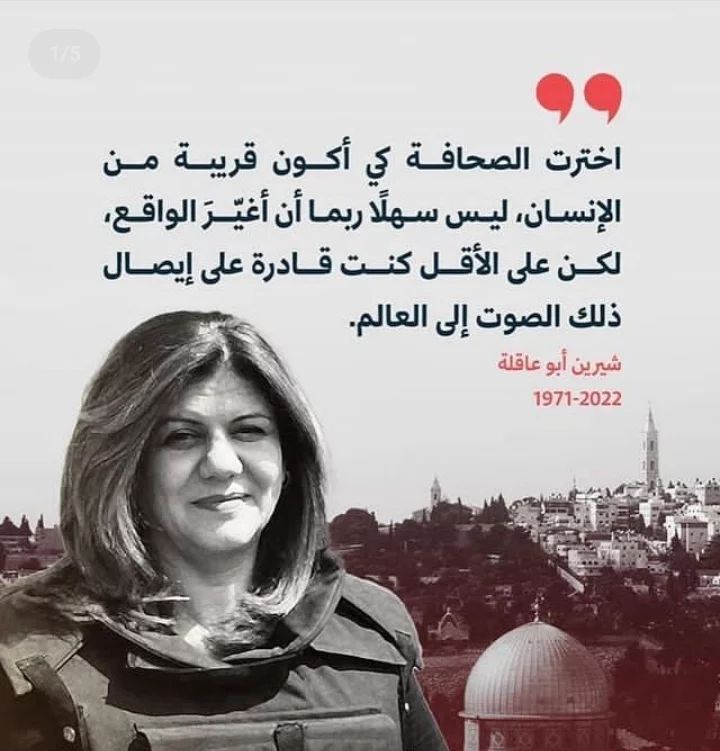 1/5
اخترت الصحافة كي أكون قريبة من
الإنسان، ليس سهلًا ربما أن أغيّرَ الواقع،
لكن على الأقل كنت قادرة على إيصال
ذلك الصوت إلى العالم.
شيرين أبو عاقلة
1971-2022